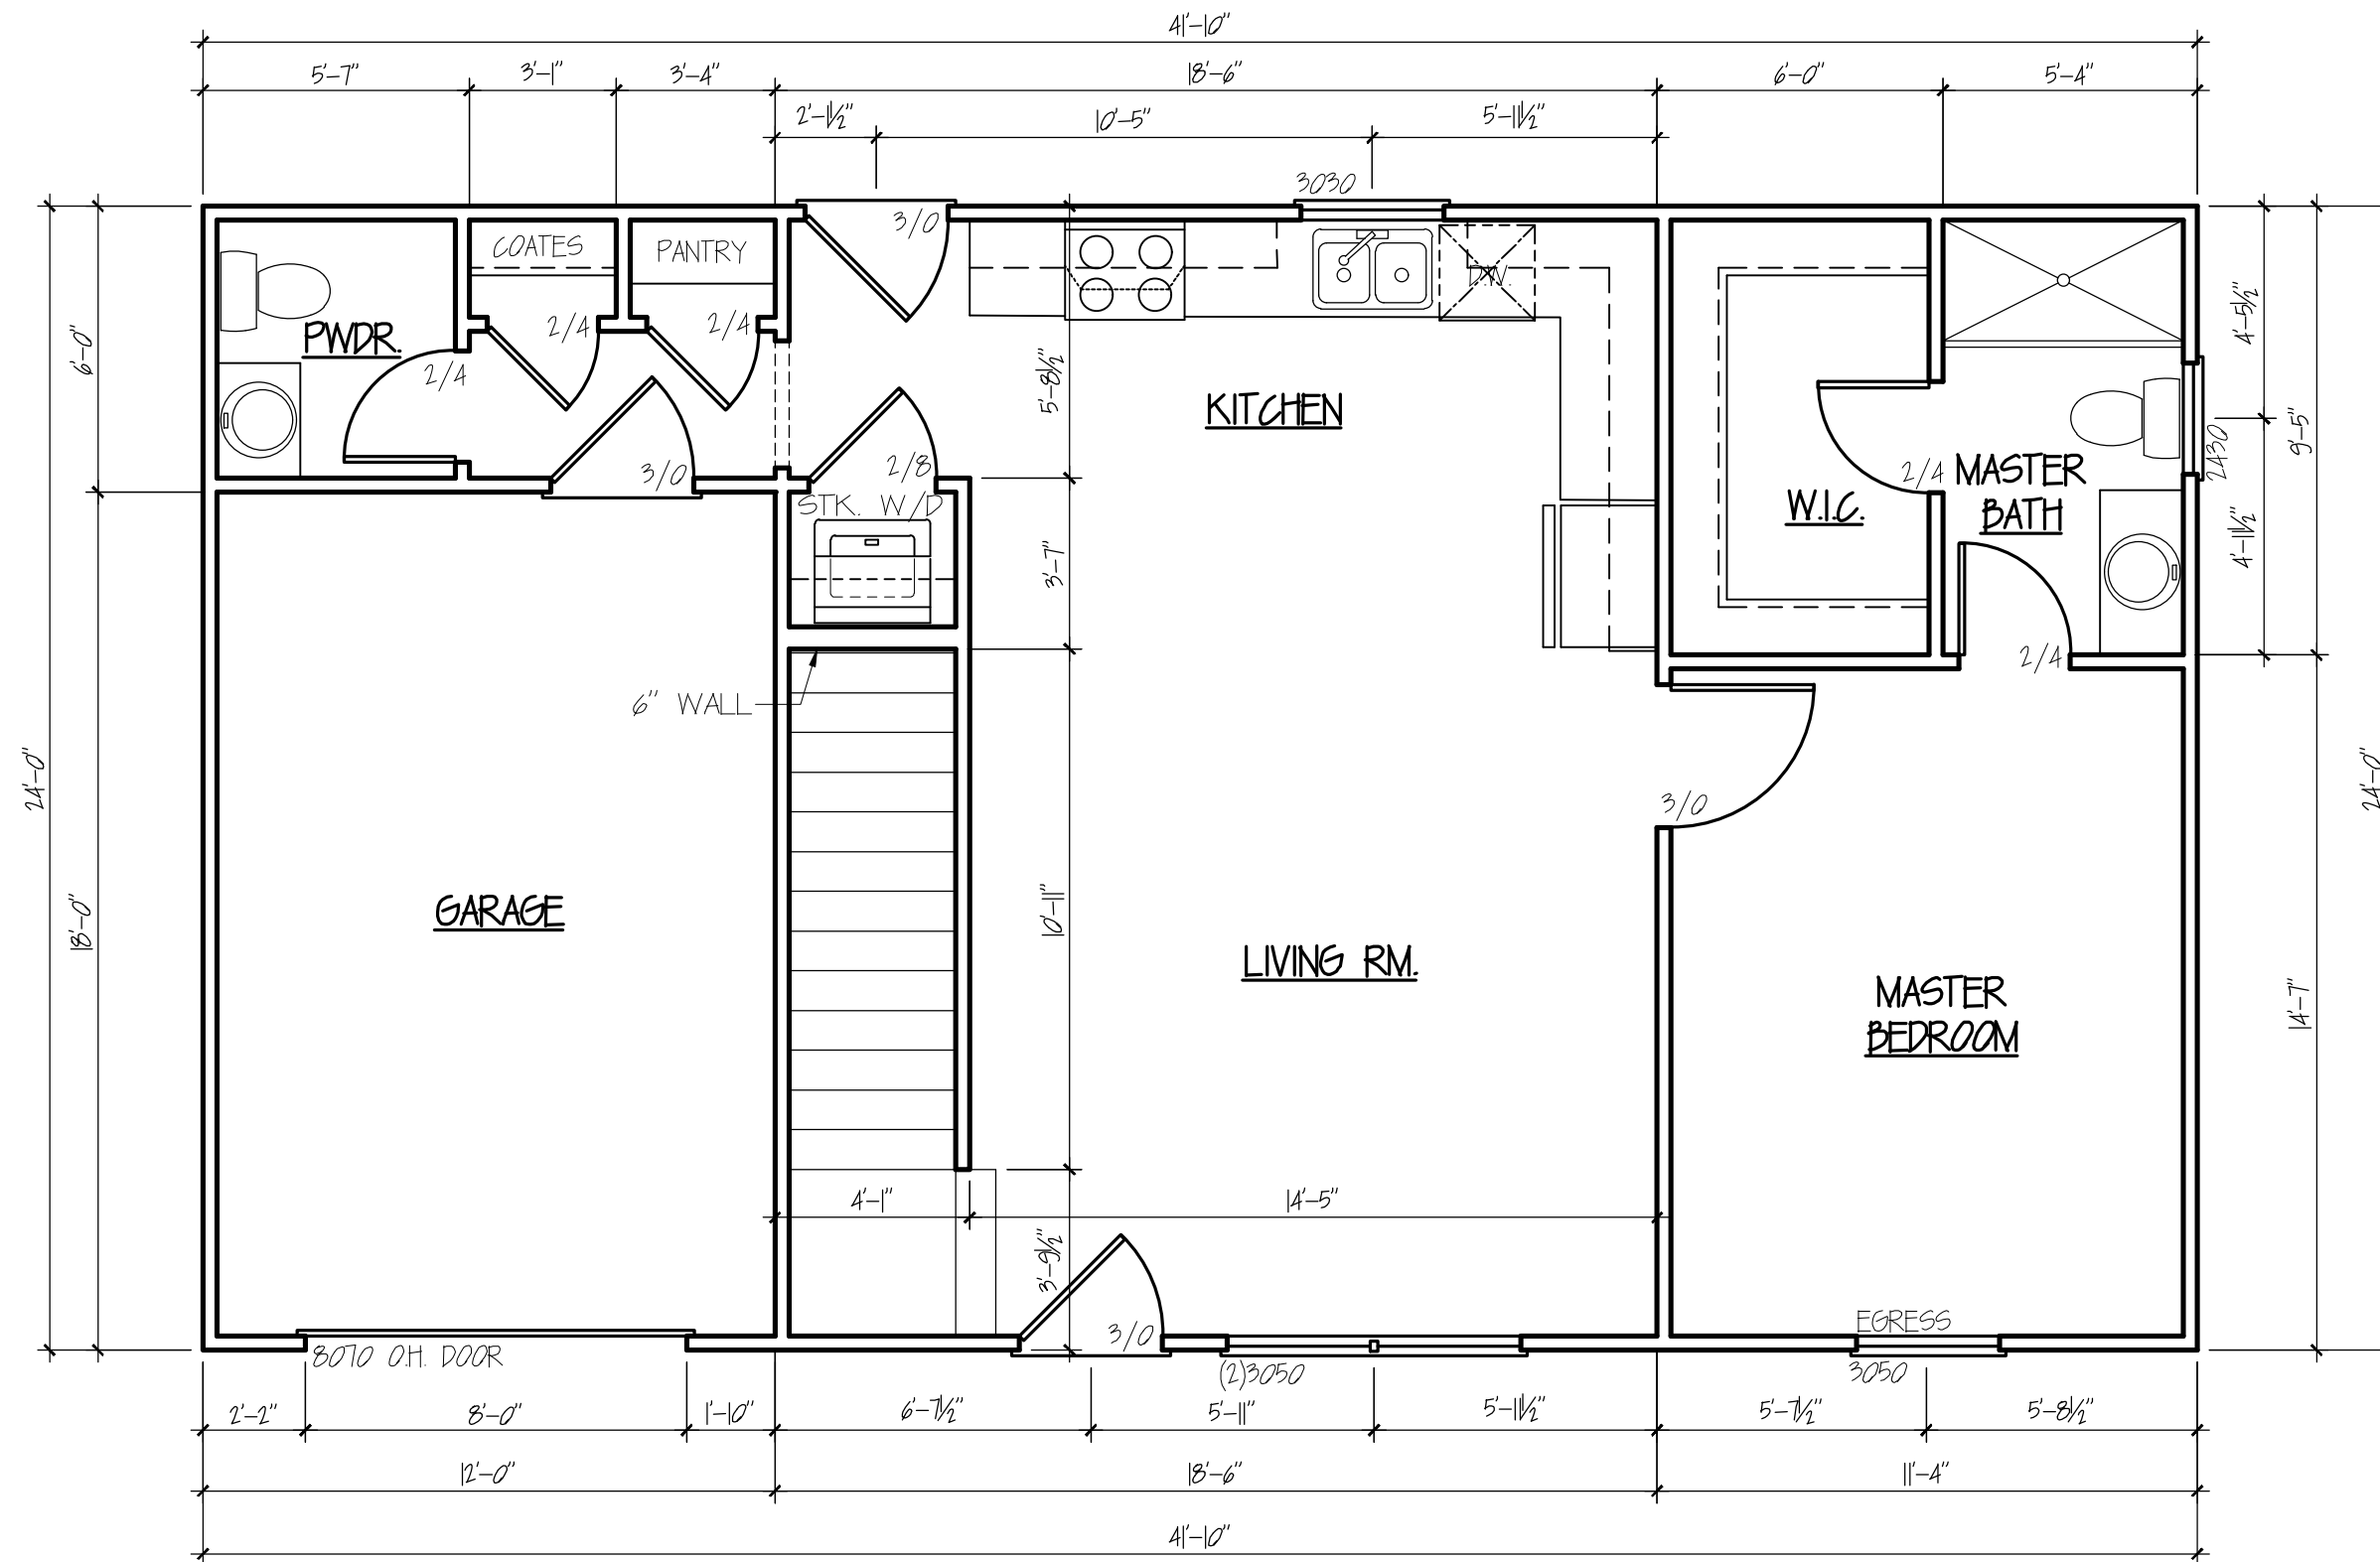 41'-10"
5'-7" 3'-1" 3'-4" 18'-6" 6'-0" 5'-4"
2'-1½" 10'-5" 5'-11½"
3030
3/0
COATES PANTRY
D.W.
PWDR.
2/4 2/4
2/4
6'-0"
5'-8½"
4'-5½"
9'-5"
KITCHEN
2430
3/0 2/8
2/4
MASTER
BATH
W.I.C.
STK. W/D
3'-7"
4'-11½"
2/4
6" WALL
24'-0"
24'-0"
3/0
18'-0"
GARAGE
10'-11"
LIVING RM.
MASTER
BEDROOM
14'-7"
4'-1" 14'-5"
3'-9½"
3/0
EGRESS
8070 O.H. DOOR
(2)3050
3050
2'-2" 8'-0" 1'-10" 6'-7½" 5'-11" 5'-11½" 5'-7½" 5'-8½"
12'-0" 18'-6" 11'-4"
41'-10"